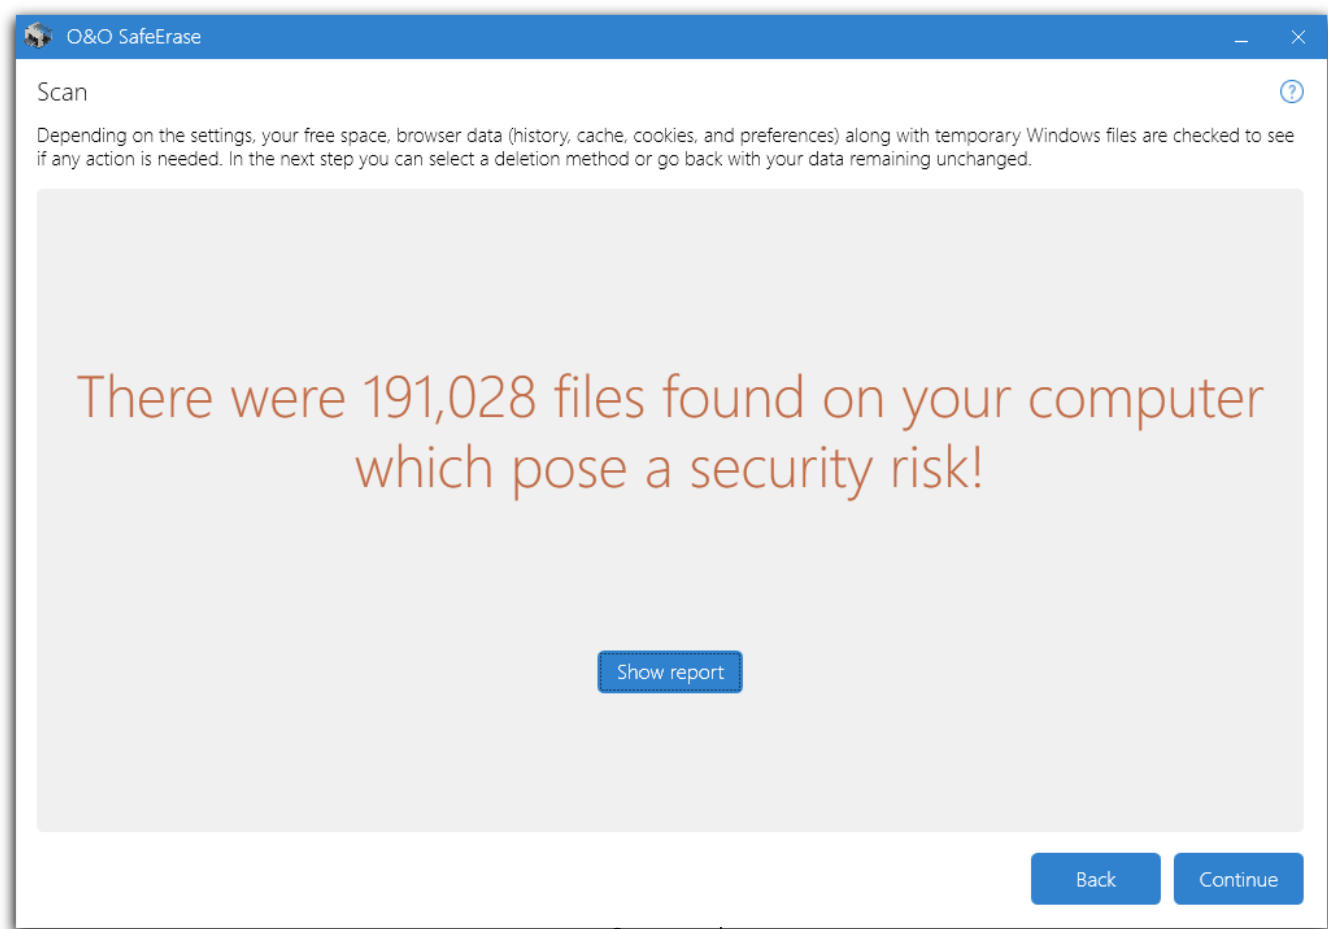 O&O SafeErase
Scan
Depending on the settings, your free space, browser data (history, cache, cookies, and preferences) along with temporary Windows files are checked to see
if any action is needed. In the next step you can select a deletion method or go back with your data remaining unchanged.
There were 191,028 files found on your computer
which pose a security risk!
Show report
Back
Continue